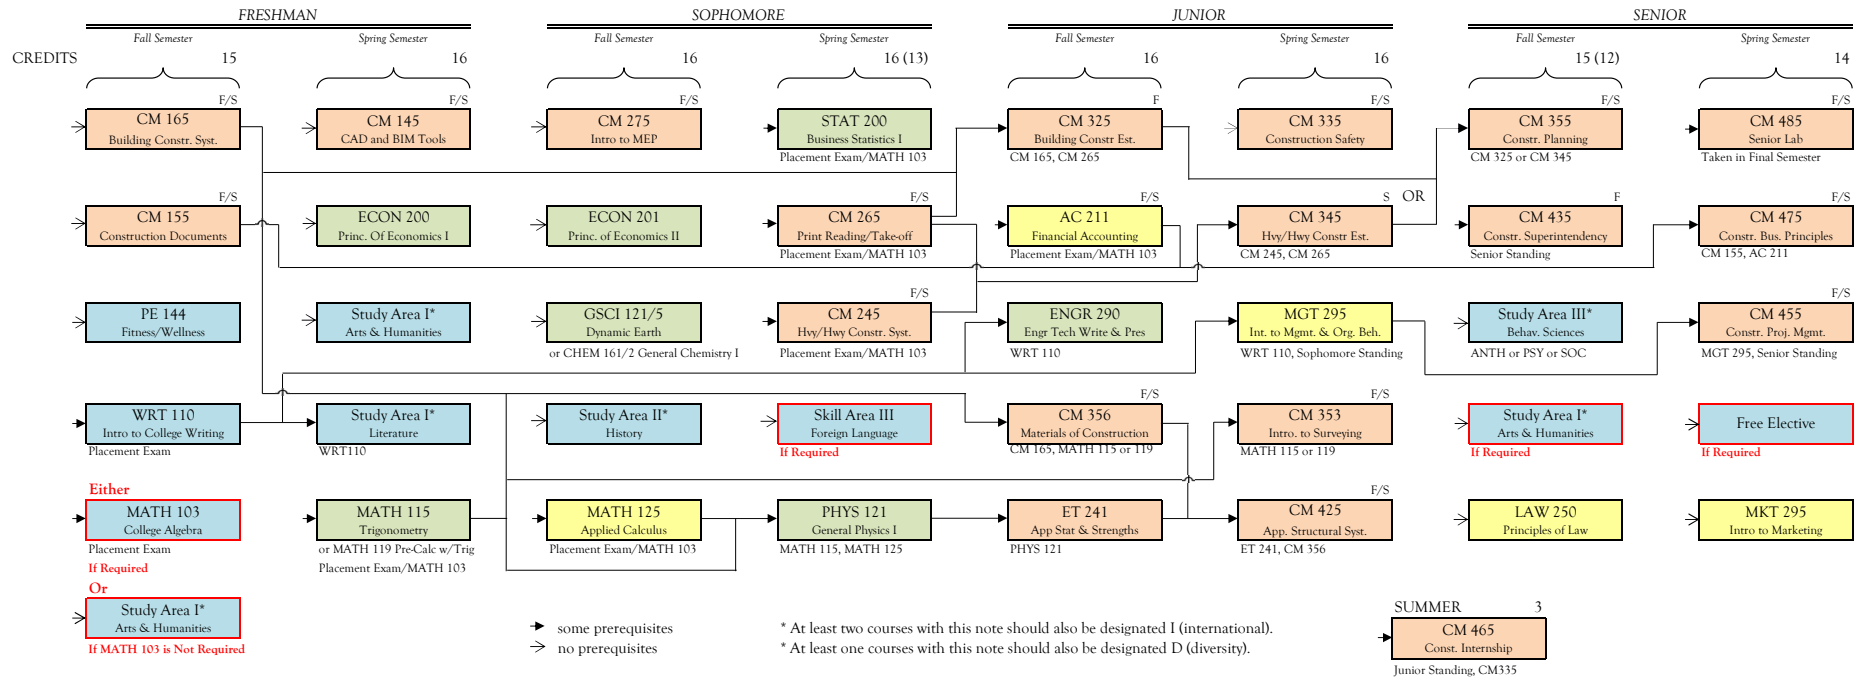 FRESHMAN SOPHOMORE JUNIOR SENIOR
Fall Semester Spring Semester Fall Semester Spring Semester Fall Semester Spring Semester Fall Semester Spring Semester
CREDITS 15 16 16 16 (13) 16 16 15 (12) 14
F/S F/S F/S F F/S F/S F/S
CM 165 CM 145 CM 275 STAT 200 CM 325 CM 335 CM 355 CM 485
Building Constr. Syst. CAD and BIM Tools Intro to MEP Business Statistics I Building Constr Est. Construction Safety Constr. Planning Senior Lab
Placement Exam/MATH 103 CM 165, CM 265 CM 325 or CM 345 Taken in Final Semester
F/S F/S F/S S OR F F/S
CM 155 ECON 200 ECON 201 CM 265 AC 211 CM 345 CM 435 CM 475
Construction Documents Princ. Of Economics I Princ. of Economics II Print Reading/Take-off Financial Accounting Hvy/Hwy Constr Est. Constr. Superintendency Constr. Bus. Principles
Placement Exam/MATH 103 Placement Exam/MATH 103 CM 245, CM 265 Senior Standing CM 155, AC 211
F/S F/S
PE 144 Study Area I* GSCI 121/5 CM 245 ENGR 290 MGT 295 Study Area III* CM 455
Fitness/Wellness Arts & Humanities Dynamic Earth Hvy/Hwy Constr. Syst. Engr Tech Write & Pres Int. to Mgmt. & Org. Beh. Behav. Sciences Constr. Proj. Mgmt.
or CHEM 161/2 General Chemistry I Placement Exam/MATH 103 WRT 110 WRT 110, Sophomore Standing ANTH or PSY or SOC MGT 295, Senior Standing
F/S F/S
WRT 110 Study Area I* Study Area II* Skill Area III CM 356 CM 353 Study Area I* Free Elective
Intro to College Writing Literature History Foreign Language Materials of Construction Intro. to Surveying Arts & Humanities
Placement Exam WRT110 If Required CM 165, MATH 115 or 119 MATH 115 or 119 If Required If Required
Either F/S
MATH 103 MATH 115 MATH 125 PHYS 121 ET 241 CM 425 LAW 250 MKT 295
College Algebra Trigonometry Applied Calculus General Physics I App Stat & Strengths App. Structural Syst. Principles of Law Intro to Marketing
Placement Exam or MATH 119 Pre-Calc w/Trig Placement Exam/MATH 103 MATH 115, MATH 125 PHYS 121 ET 241, CM 356
If Required Placement Exam/MATH 103
Or
Study Area I*
Arts & Humanities
If MATH 103 is Not Required
some prerequisites
no prerequisites
* At least two courses with this note should also be designated I (international).
* At least one courses with this note should also be designated D (diversity).
SUMMER 3
CM 465
Const. Internship
Junior Standing, CM335